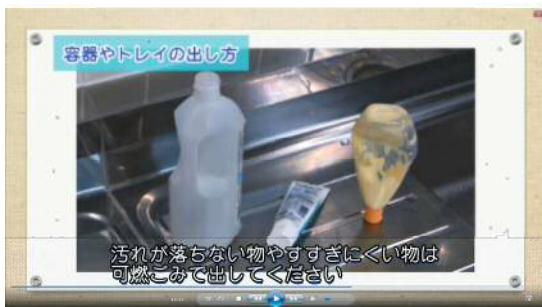 容器やトレイの出し方
汚れが落ちない物やすすぎにくい物は
可燃ごみで出してください